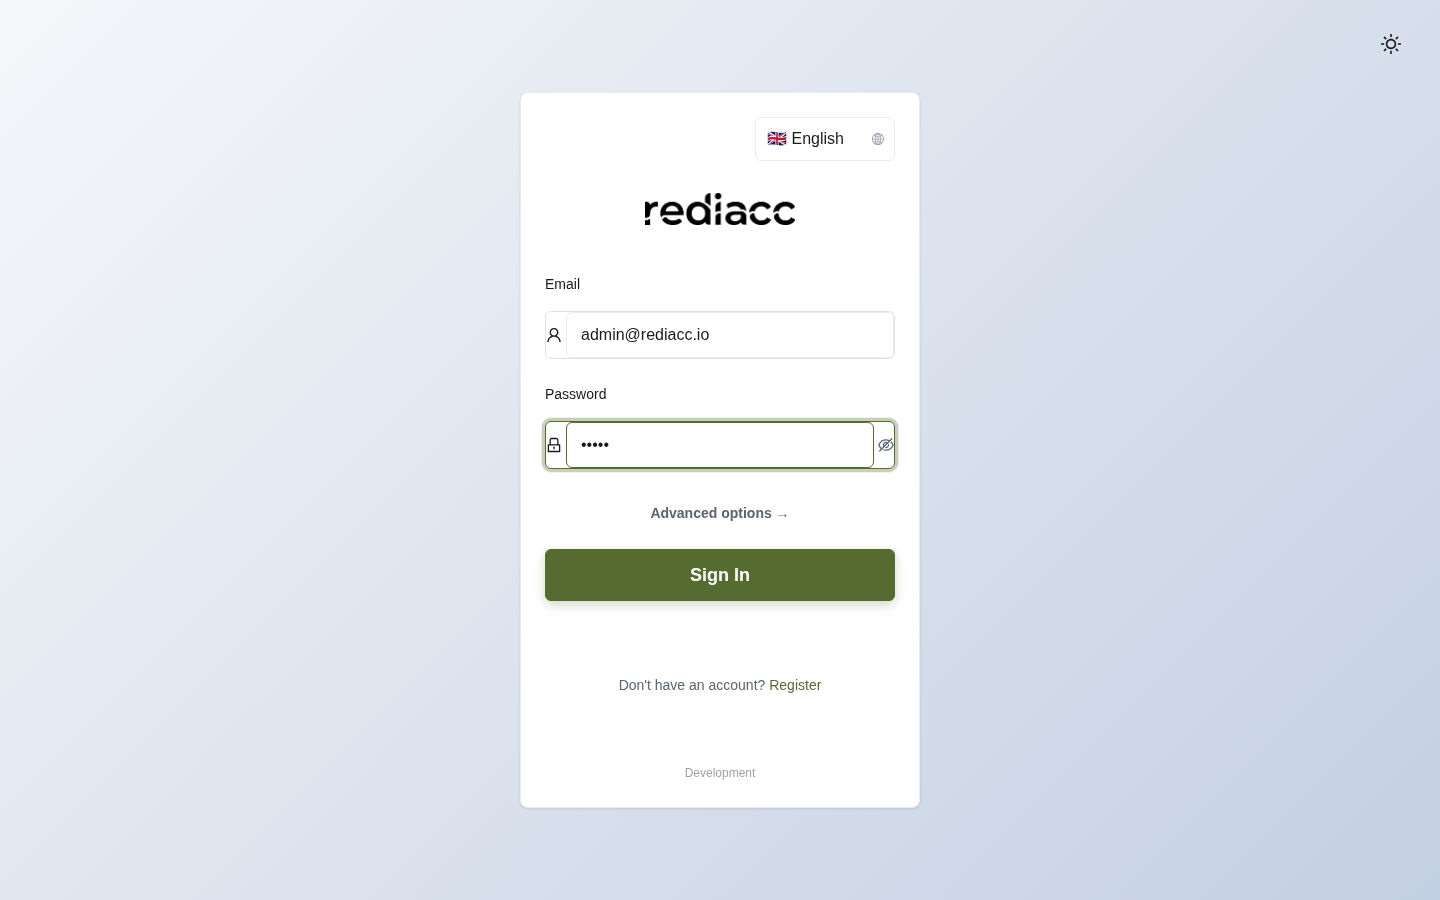 🇬🇧 English
rediacc
Email
admin@rediacc.io
Password
•••••
Advanced options →
Sign In
Don't have an account? Register
Development